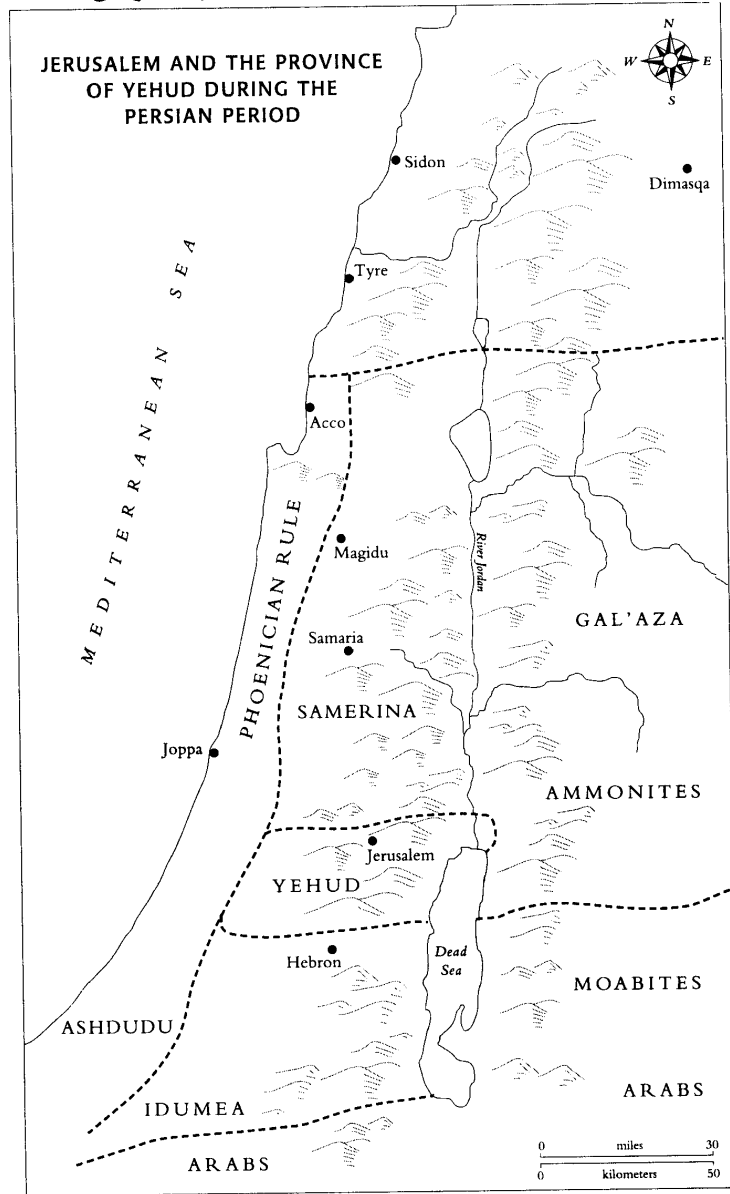 JERUSALEM AND THE PROVINCE
OF YEHUD DURING THE
PERSIAN PERIOD
N
W E
S
Sidon
Dimasqa
Tyre
MEDITERRANEAN SEA
Acco
PHOENICIAN RULE
Magidu
River Jordan
GAL'AZA
Samaria
SAMERINA
Joppa
AMMONITES
Jerusalem
YEHUD
Hebron
Dead
Sea
MOABITES
ASHDUDU
ARABS
IDUMEA
ARABS
0 miles 30
0 kilometers 50